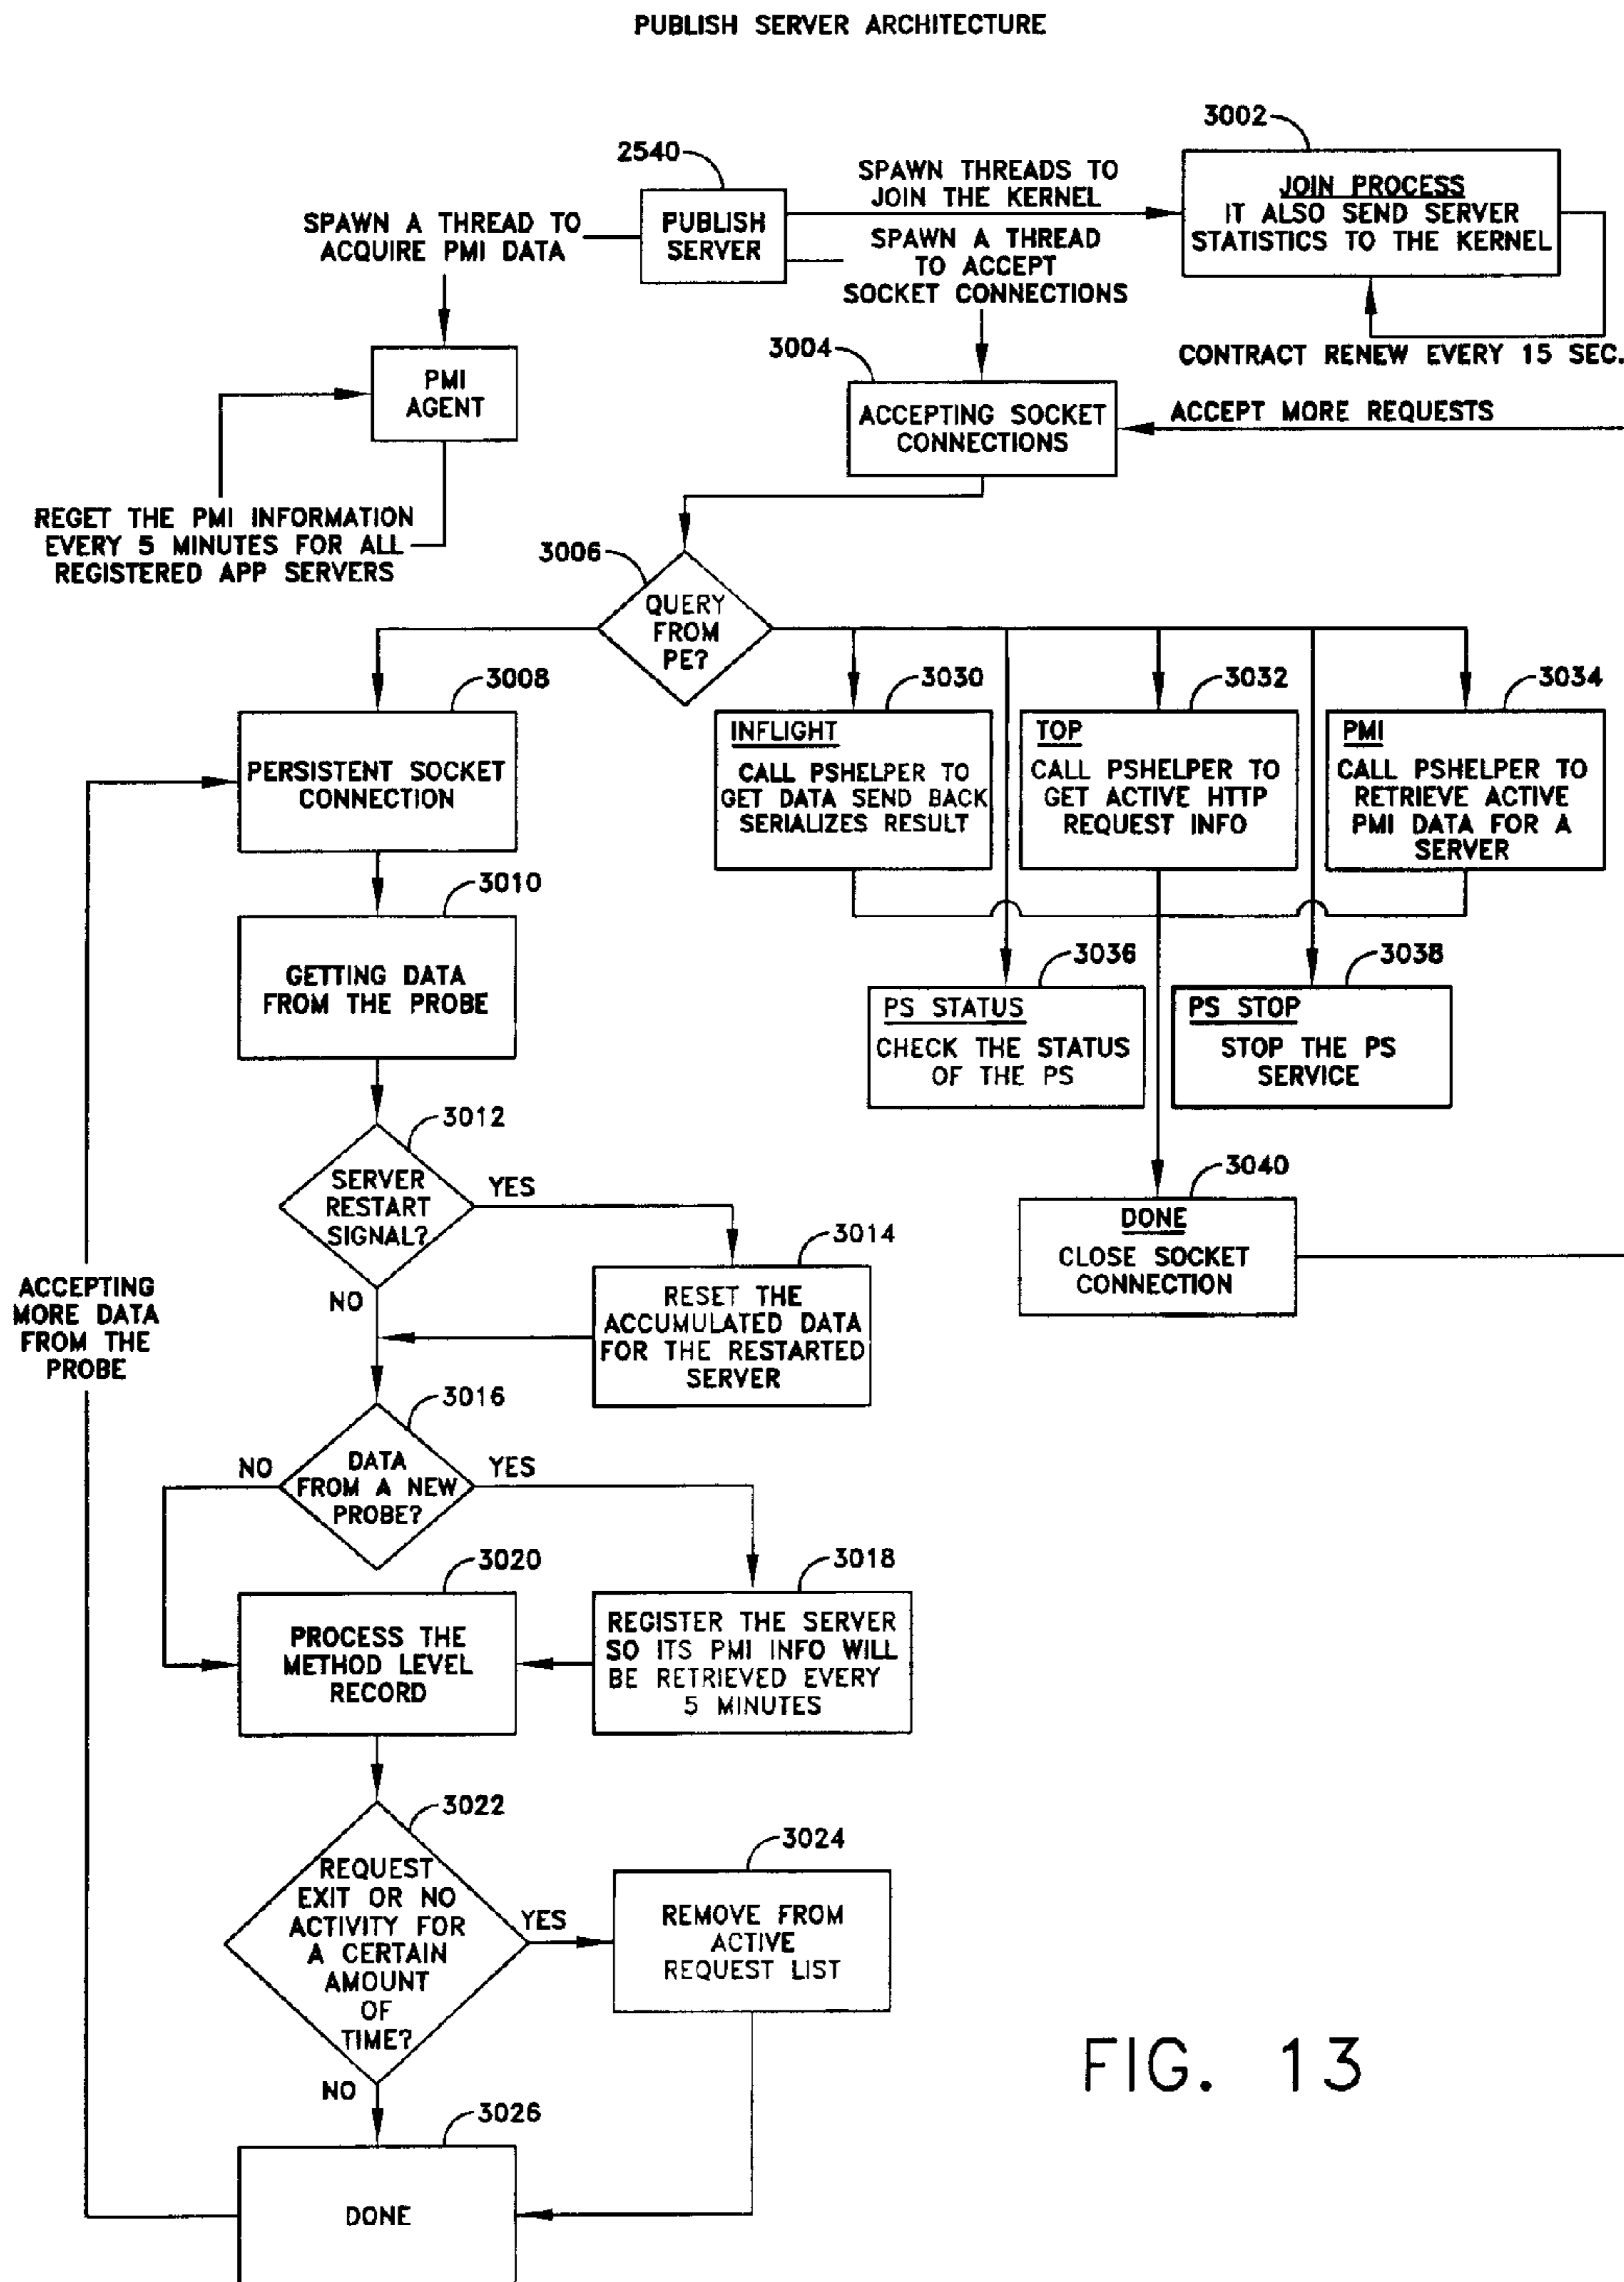 PUBLISH SERVER ARCHITECTURE
3002
2540
SPAWN THREADS TO
JOIN THE KERNEL
JOIN PROCESS
IT ALSO SEND SERVER
STATISTICS TO THE KERNEL
SPAWN A THREAD TO
ACQUIRE PMI DATA
PUBLISH
SERVER
SPAWN A THREAD
TO ACCEPT
SOCKET CONNECTIONS
CONTRACT RENEW EVERY 15 SEC.
3004
PMI
AGENT
ACCEPTING SOCKET
CONNECTIONS
ACCEPT MORE REQUESTS
REGET THE PMI INFORMATION
EVERY 5 MINUTES FOR ALL
REGISTERED APP SERVERS
3006
QUERY
FROM
PE?
3008
3030
3032
3034
PERSISTENT SOCKET
CONNECTION
INFLIGHT
CALL PSHELPER TO
GET DATA SEND BACK
SERIALIZES RESULT
TOP
CALL PSHELPER TO
GET ACTIVE HTTP
REQUEST INFO
PMI
CALL PSHELPER TO
RETRIEVE ACTIVE
PMI DATA FOR A
SERVER
3010
GETTING DATA
FROM THE PROBE
3036
3038
PS STATUS
CHECK THE STATUS
OF THE PS
PS STOP
STOP THE PS
SERVICE
3012
SERVER
RESTART
SIGNAL?
YES
NO
3040
DONE
CLOSE SOCKET
CONNECTION
3014
RESET THE
ACCUMULATED DATA
FOR THE RESTARTED
SERVER
ACCEPTING
MORE DATA
FROM THE
PROBE
3016
DATA
FROM A NEW
PROBE?
NO
YES
3020
3018
PROCESS THE
METHOD LEVEL
RECORD
REGISTER THE SERVER
SO ITS PMI INFO WILL
BE RETRIEVED EVERY
5 MINUTES
3022
REQUEST
EXIT OR NO
ACTIVITY FOR
A CERTAIN
AMOUNT
OF
TIME?
YES
NO
3024
REMOVE FROM
ACTIVE
REQUEST LIST
3026
DONE
FIG. 13